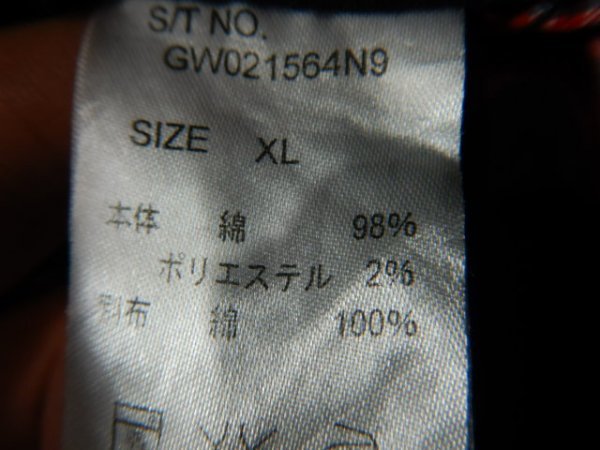 S/T NO.
GW021564N9
SIZE XL
本体 綿 98%
ポリエステル 2%
別布 綿 100%